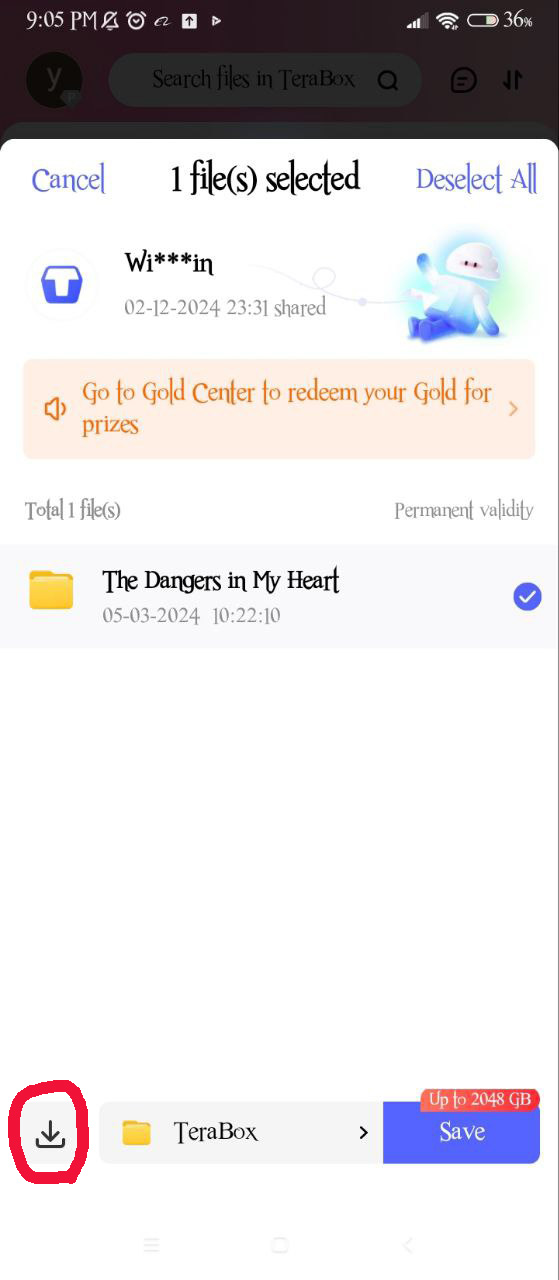 9:05 PM
36%
y
Search files in TeraBox
Cancel
1 file(s) selected
Deselect All
Wi***in
02-12-2024 23:31 shared
Go to Gold Center to redeem your Gold for
prizes
Total 1 file(s)
Permanent validity
The Dangers in My Heart
05-03-2024 10:22:10
Up to 2048 GB
TeraBox
Save